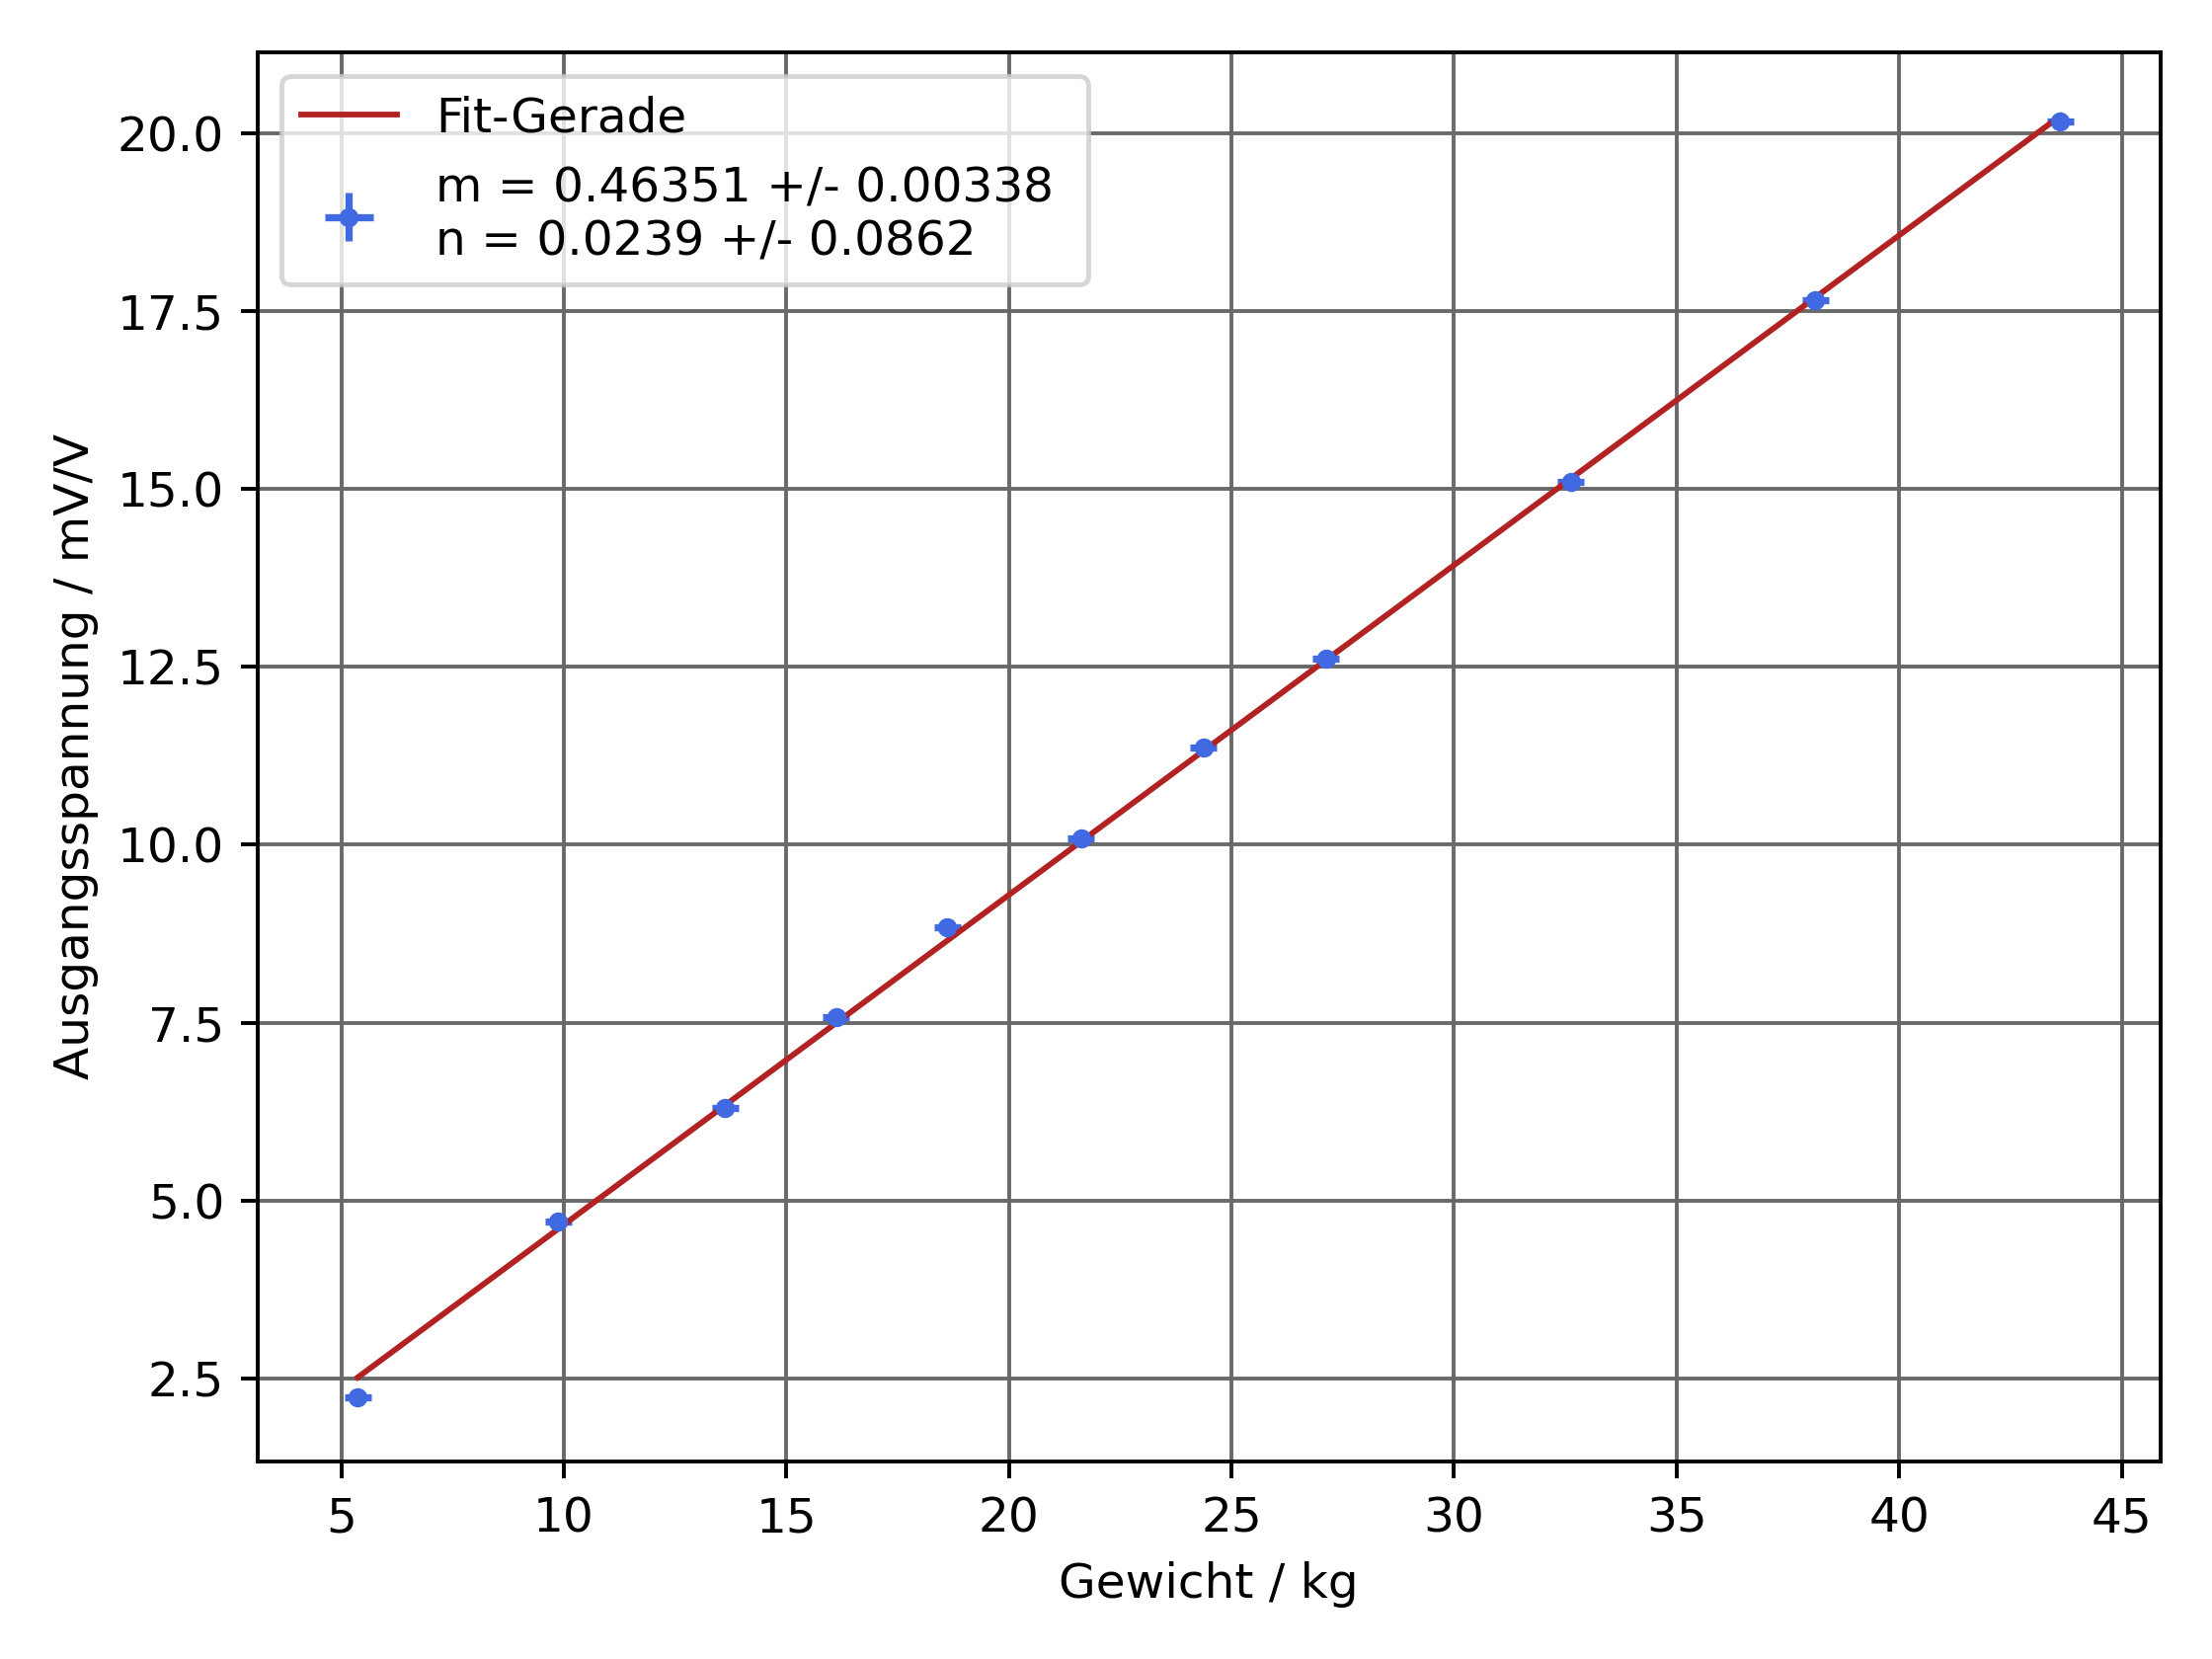 Fit-Gerade
m = 0.46351 +/- 0.00338
n = 0.0239 +/- 0.0862
20.0
17.5
15.0
12.5
10.0
7.5
5.0
2.5
Ausgangsspannung / mV/V
5 10 15 20 25 30 35 40 45
Gewicht / kg